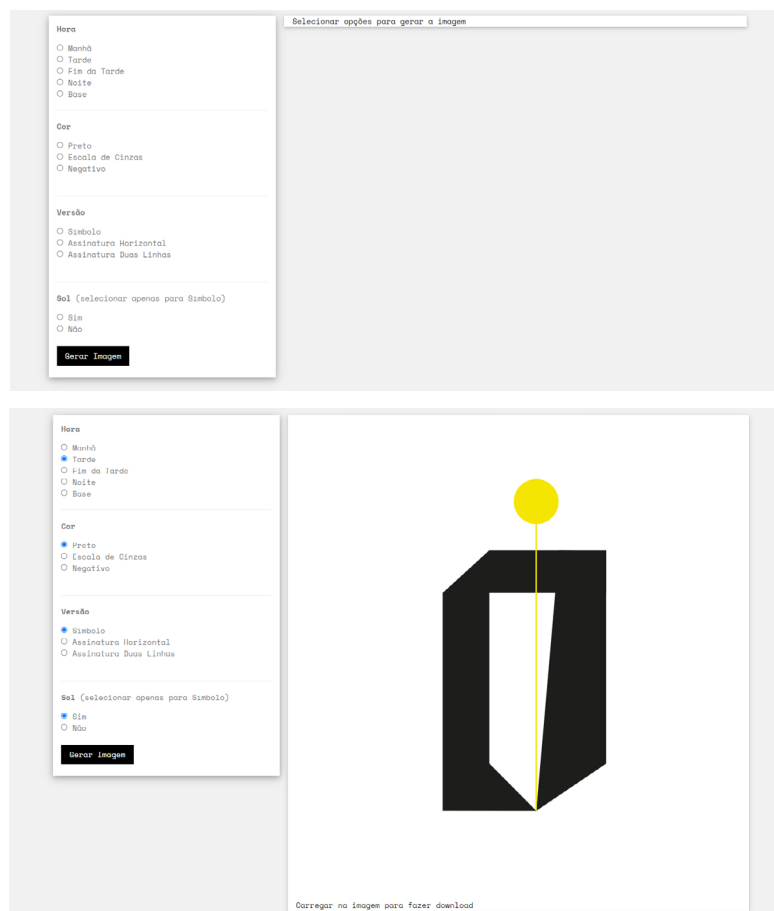 Hora
Manhã
Tarde
Fim da Tarde
Noite
Base
Cor
Preto
Escala de Cinzas
Negativo
Versão
Símbolo
Assinatura Horizontal
Assinatura Duas Linhas
Sol (selecionar apenas para Símbolo)
Sim
Não
Gerar Imagem
Selecionar opções para gerar a imagem
Hora
Manhã
Tarde
Fim da Tarde
Noite
Base
Cor
Preto
Escala de Cinzas
Negativo
Versão
Símbolo
Assinatura Horizontal
Assinatura Duas Linhas
Sol (selecionar apenas para Símbolo)
Sim
Não
Gerar Imagem
Carregar na imagem para fazer download